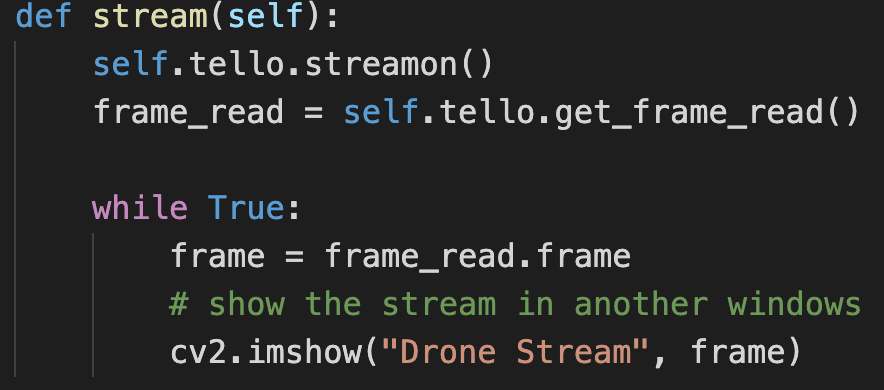 def stream(self):
    self.tello.streamon()
    frame_read = self.tello.get_frame_read()

    while True:
        frame = frame_read.frame
        # show the stream in another windows
        cv2.imshow("Drone Stream", frame)